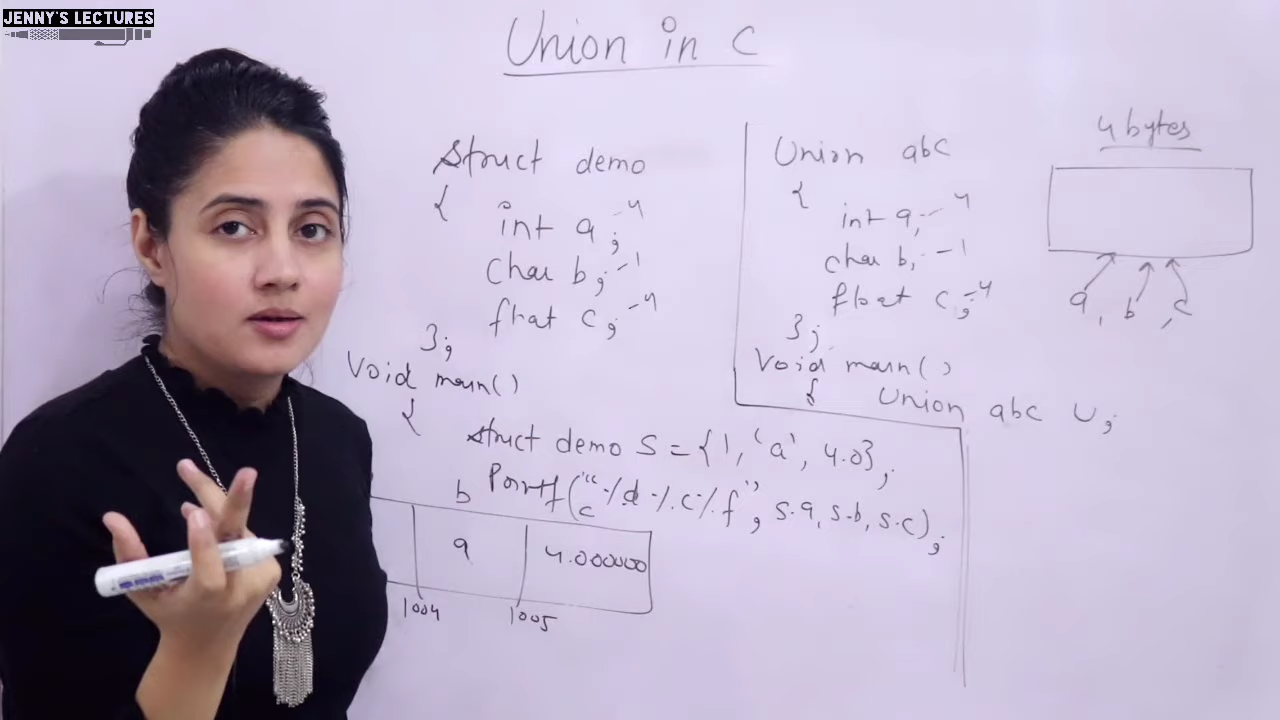 JENNY'S LECTURES
Union in C
Struct demo
{
int a; - 4
char b; - 1
float c; - 4
};
Void main()
{
struct demo s = {1, 'a', 4.0};
Printf("%d %c %f", s.a, s.b, s.c);
b
c
a
4.000000
1004
1005
Union abc
{
int a; - 4
char b; - 1
float c; - 4
};
Void main()
{
Union abc U;
4 bytes
a, b, c